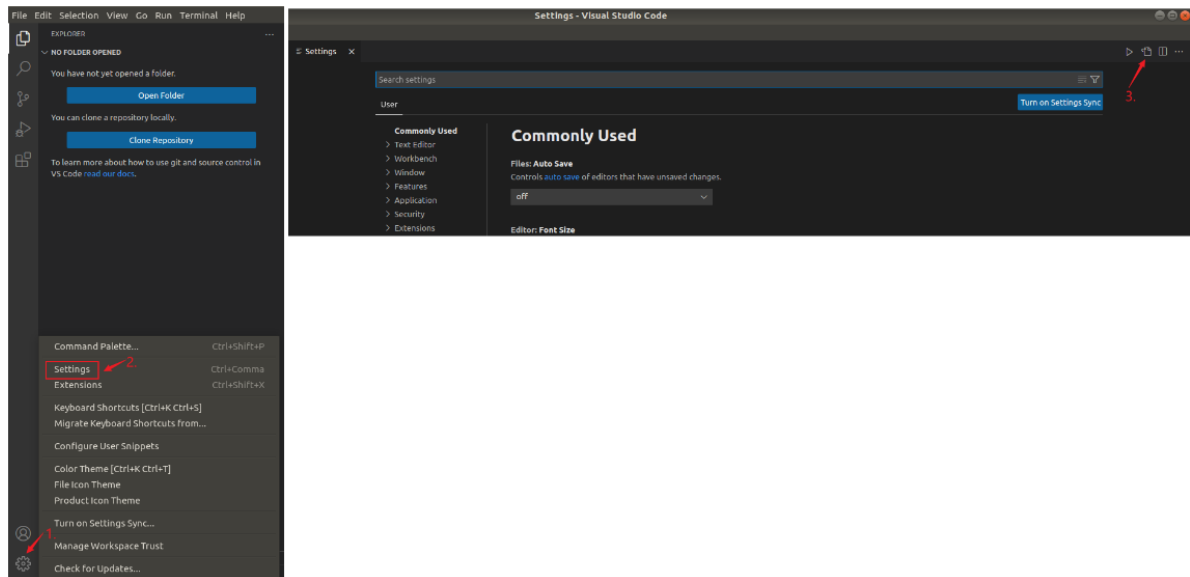 File Edit Selection View Go Run Terminal Help
EXPLORER
NO FOLDER OPENED
You have not yet opened a folder.
Open Folder
You can clone a repository locally.
Clone Repository
To learn more about how to use git and source control in
VS Code read our docs.
Command Palette... Ctrl+Shift+P
Settings 2. Ctrl+Comma
Extensions Ctrl+Shift+X
Keyboard Shortcuts [Ctrl+K Ctrl+S]
Migrate Keyboard Shortcuts from...
Configure User Snippets
Color Theme [Ctrl+K Ctrl+T]
File Icon Theme
Product Icon Theme
Turn on Settings Sync...
1.
Manage Workspace Trust
Check for Updates...
Settings - Visual Studio Code
Settings
3.
Search settings
User
Turn on Settings Sync
Commonly Used
Text Editor
Workbench
Window
Features
Application
Security
Extensions
Commonly Used
Files: Auto Save
Controls auto save of editors that have unsaved changes.
off
Editor: Font Size